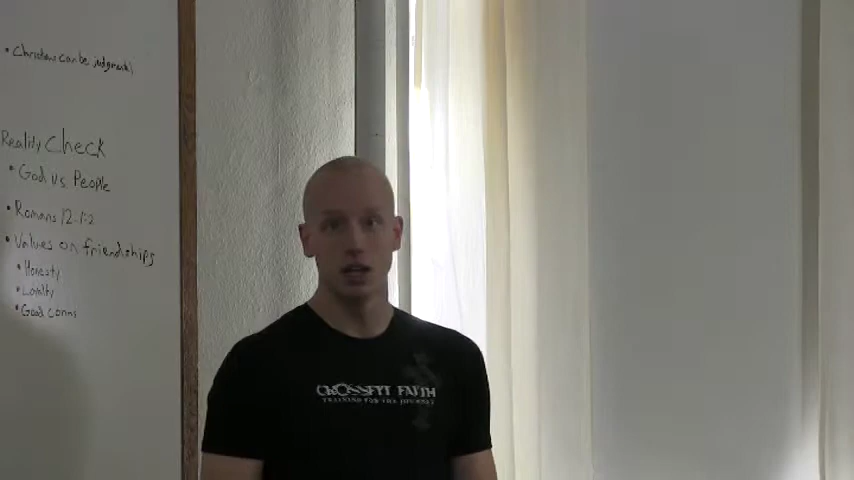 • Christians can be judgmental
Reality Check
• God vs. People
• Romans 12:1-2
• Values on friendships
• Honesty
• Loyalty
• Good comm
CROSSFIT FAITH
TRAINING FOR THE JOURNEY